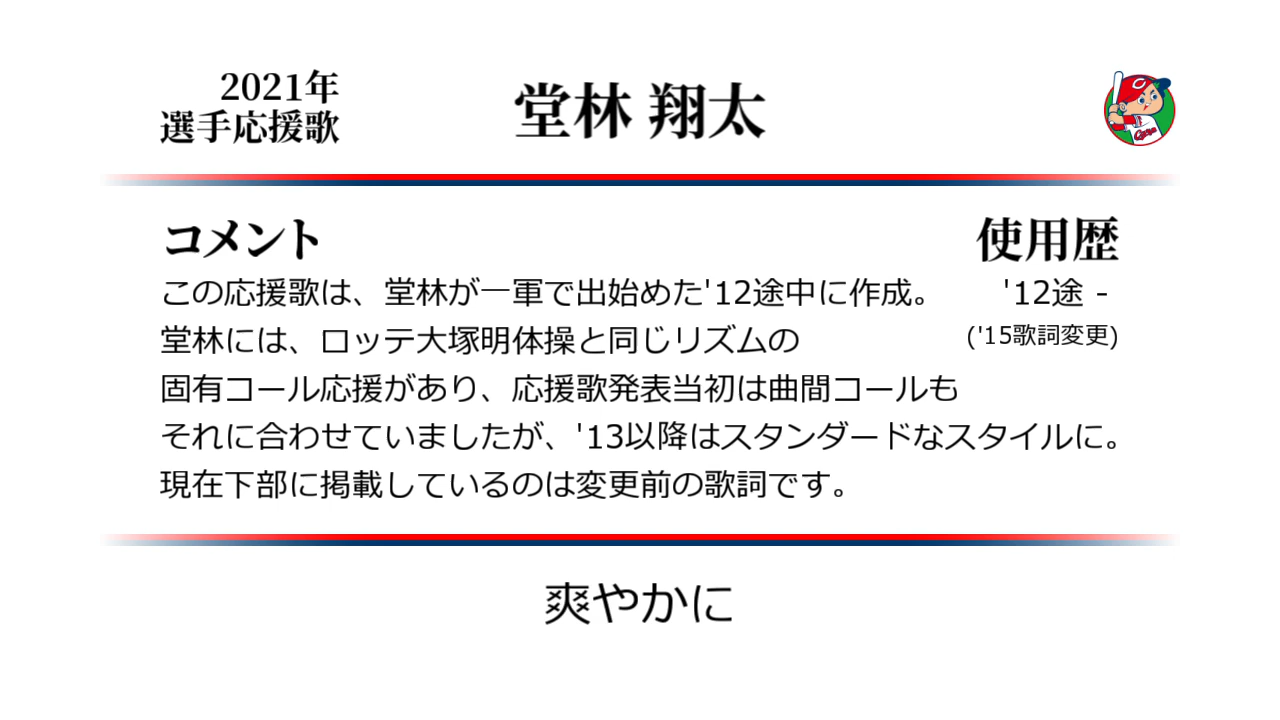 2021年
選手応援歌
堂林 翔太
コメント
使用歴
この応援歌は、堂林が一軍で出始めた'12途中に作成。
'12途 -
堂林には、ロッテ大塚明体操と同じリズムの
('15歌詞変更)
固有コール応援があり、応援歌発表当初は曲間コールも
それに合わせていましたが、'13以降はスタンダードなスタイルに。
現在下部に掲載しているのは変更前の歌詞です。
爽やかに